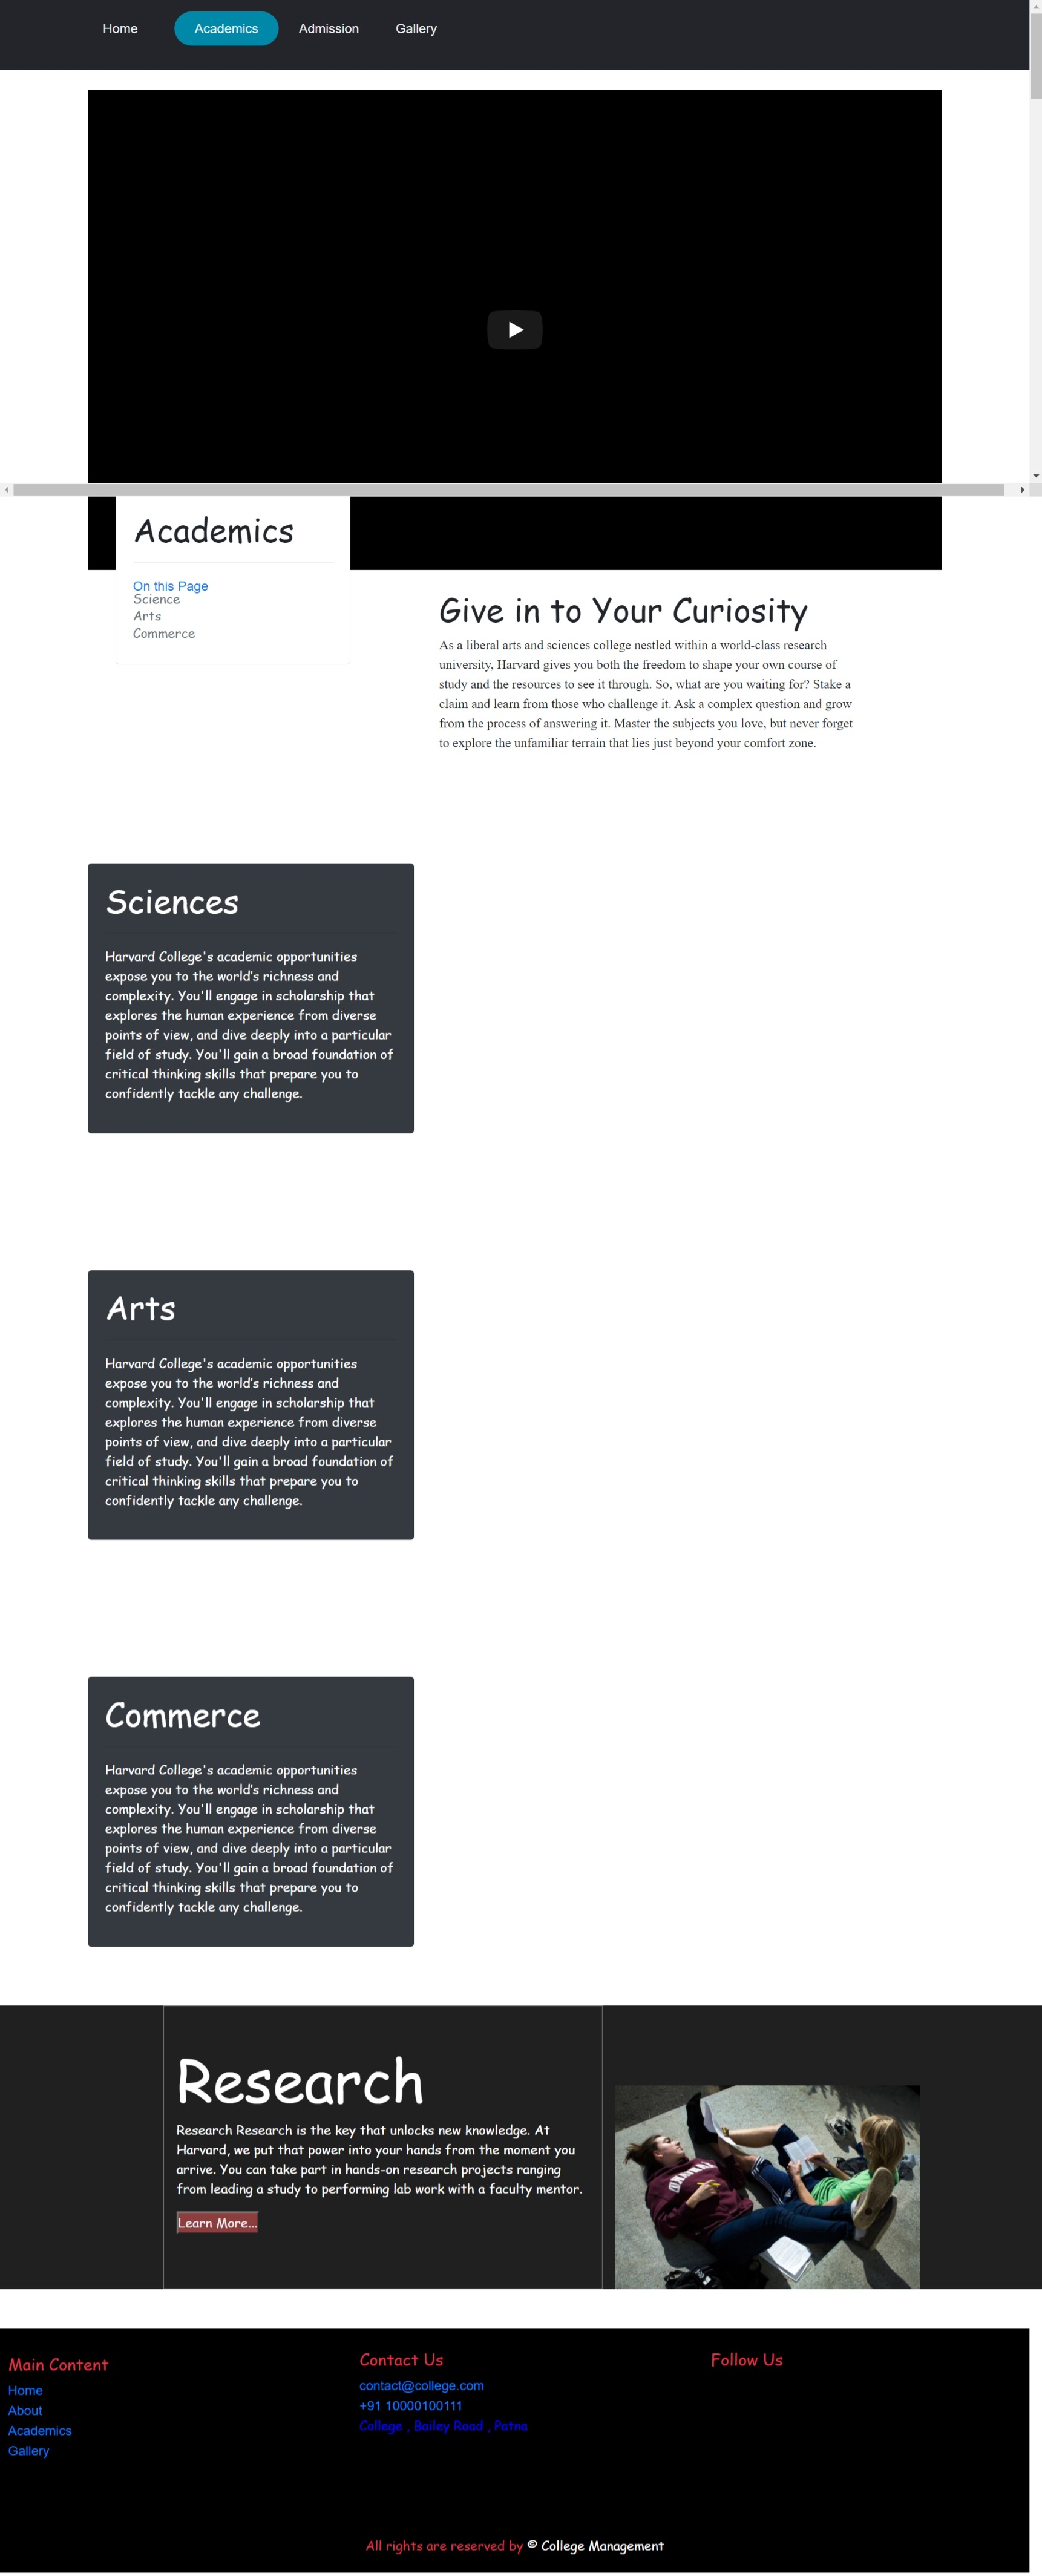 Home Academics Admission Gallery
Academics
On this Page
Science
Arts
Commerce
Give in to Your Curiosity
As a liberal arts and sciences college nestled within a world-class research
university, Harvard gives you both the freedom to shape your own course of
study and the resources to see it through. So, what are you waiting for? Stake a
claim and learn from those who challenge it. Ask a complex question and grow
from the process of answering it. Master the subjects you love, but never forget
to explore the unfamiliar terrain that lies just beyond your comfort zone.
Sciences
Harvard College's academic opportunities
expose you to the world's richness and
complexity. You'll engage in scholarship that
explores the human experience from diverse
points of view, and dive deeply into a particular
field of study. You'll gain a broad foundation of
critical thinking skills that prepare you to
confidently tackle any challenge.
Arts
Harvard College's academic opportunities
expose you to the world's richness and
complexity. You'll engage in scholarship that
explores the human experience from diverse
points of view, and dive deeply into a particular
field of study. You'll gain a broad foundation of
critical thinking skills that prepare you to
confidently tackle any challenge.
Commerce
Harvard College's academic opportunities
expose you to the world's richness and
complexity. You'll engage in scholarship that
explores the human experience from diverse
points of view, and dive deeply into a particular
field of study. You'll gain a broad foundation of
critical thinking skills that prepare you to
confidently tackle any challenge.
Research
Research Research is the key that unlocks new knowledge. At
Harvard, we put that power into your hands from the moment you
arrive. You can take part in hands-on research projects ranging
from leading a study to performing lab work with a faculty mentor.
Learn More...
Main Content
Home
About
Academics
Gallery
Contact Us
contact@college.com
+91 10000100111
College , Bailey Road , Patna
Follow Us
All rights are reserved by © College Management